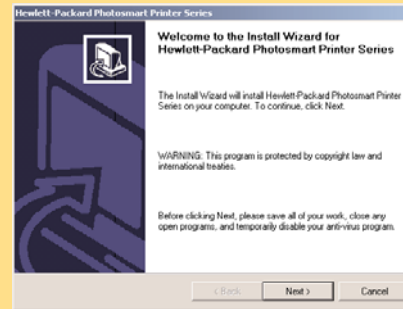 Hewlett-Packard Photosmart Printer Series
Welcome to the Install Wizard for
Hewlett-Packard Photosmart Printer Series
The Install Wizard will install Hewlett-Packard Photosmart Printer
Series on your computer. To continue, click Next.
WARNING: This program is protected by copyright law and
international treaties.
Before clicking Next, please save all of your work, close any
open programs, and temporarily disable your anti-virus program.
< Back
Next >
Cancel